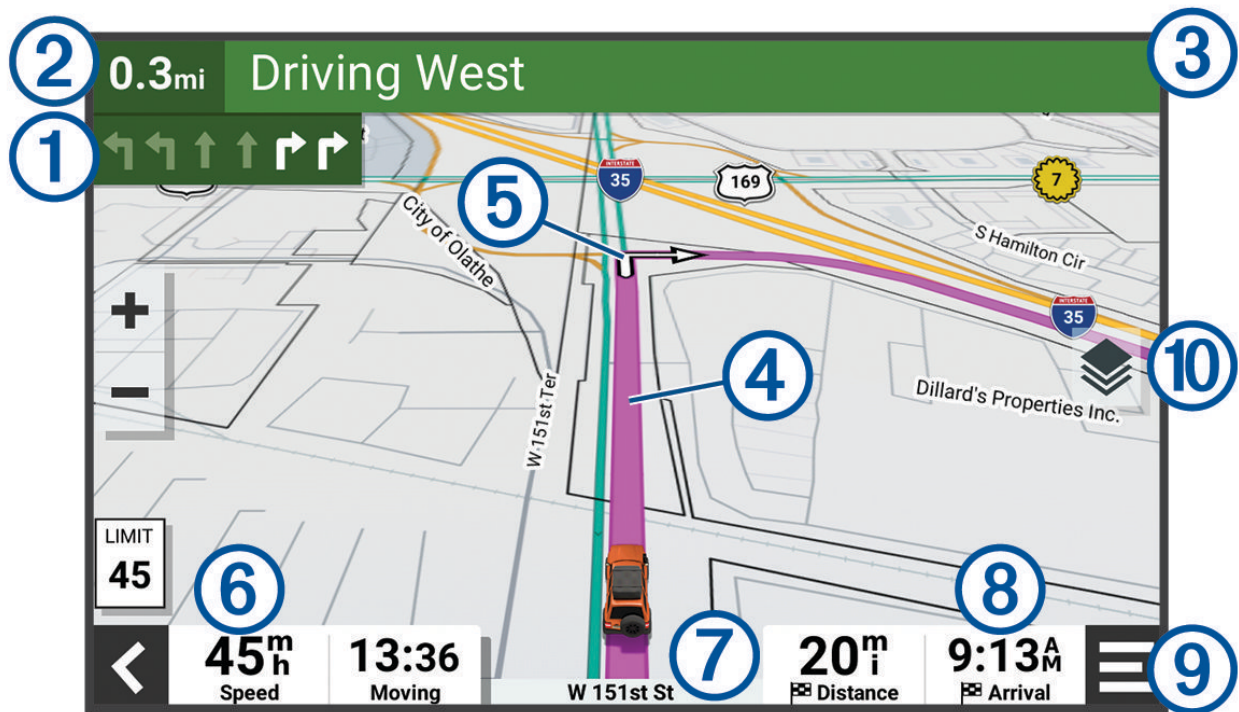 2
0.3mi
Driving West
3
1
INTERSTATE
35
169
7
5
City of Olathe
S Hamilton Cir
INTERSTATE
35
4
10
Dillard's Properties Inc.
W 151st Ter
LIMIT
45
6
8
45mh
Speed
13:36
Moving
W 151st St
7
20mi
Distance
9:13AM
Arrival
9